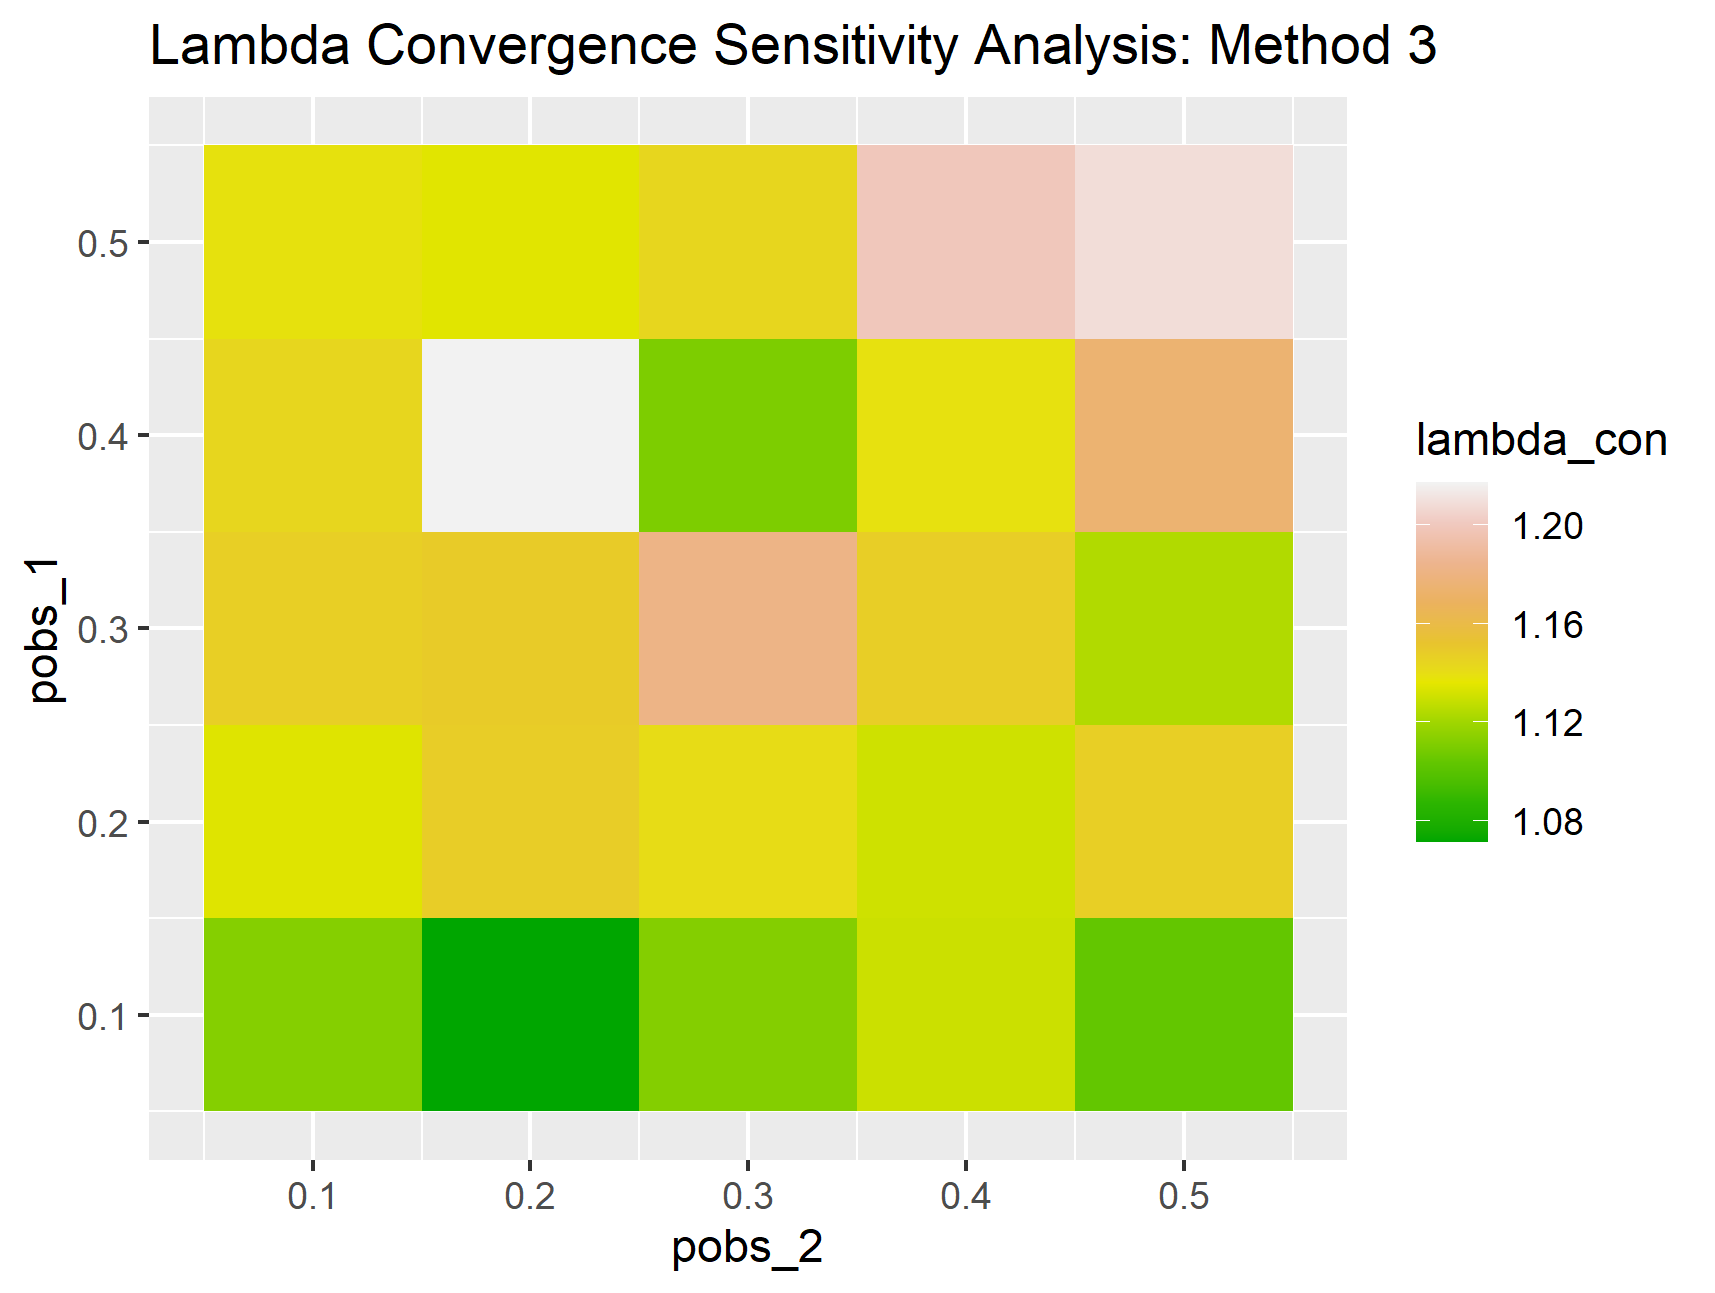 Lambda Convergence Sensitivity Analysis: Method 3
0.5
0.4
0.3
0.2
0.1
pobs_1
0.1 0.2 0.3 0.4 0.5
pobs_2
lambda_con
1.20
1.16
1.12
1.08